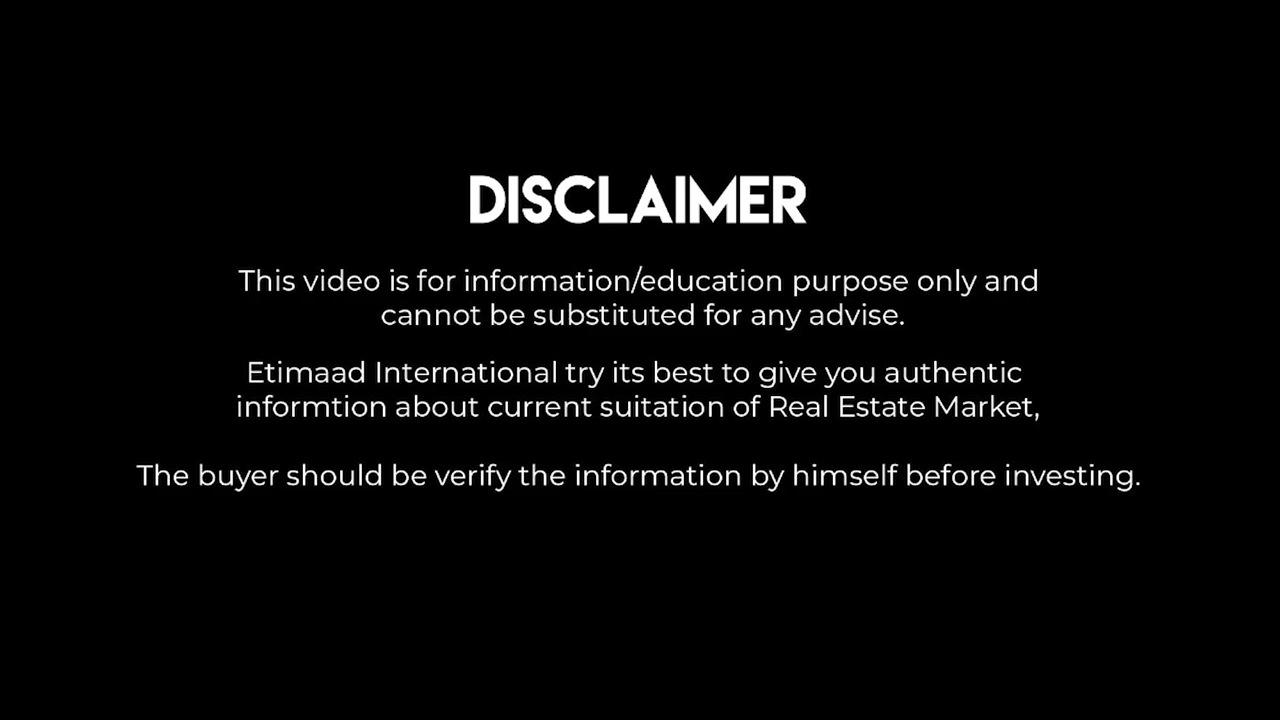 DISCLAIMER
This video is for information/education purpose only and
cannot be substituted for any advise.
Etimaad International try its best to give you authentic
informtion about current suitation of Real Estate Market,
The buyer should be verify the information by himself before investing.